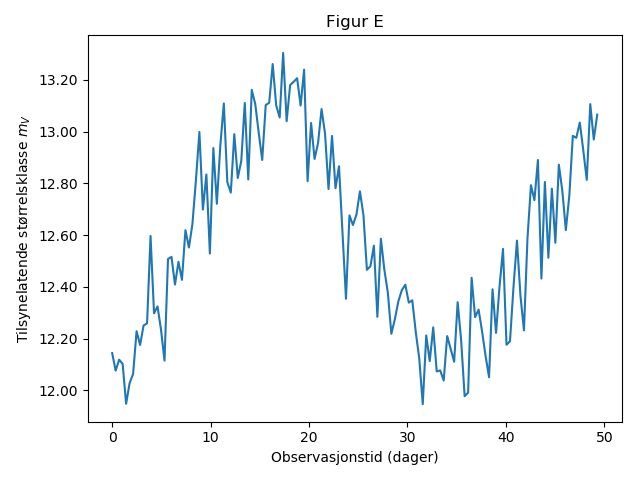 Figur E
Tilsynelatende størrelsklasse $m_V$
13.20
13.00
12.80
12.60
12.40
12.20
12.00
0 10 20 30 40 50
Observasjonstid (dager)